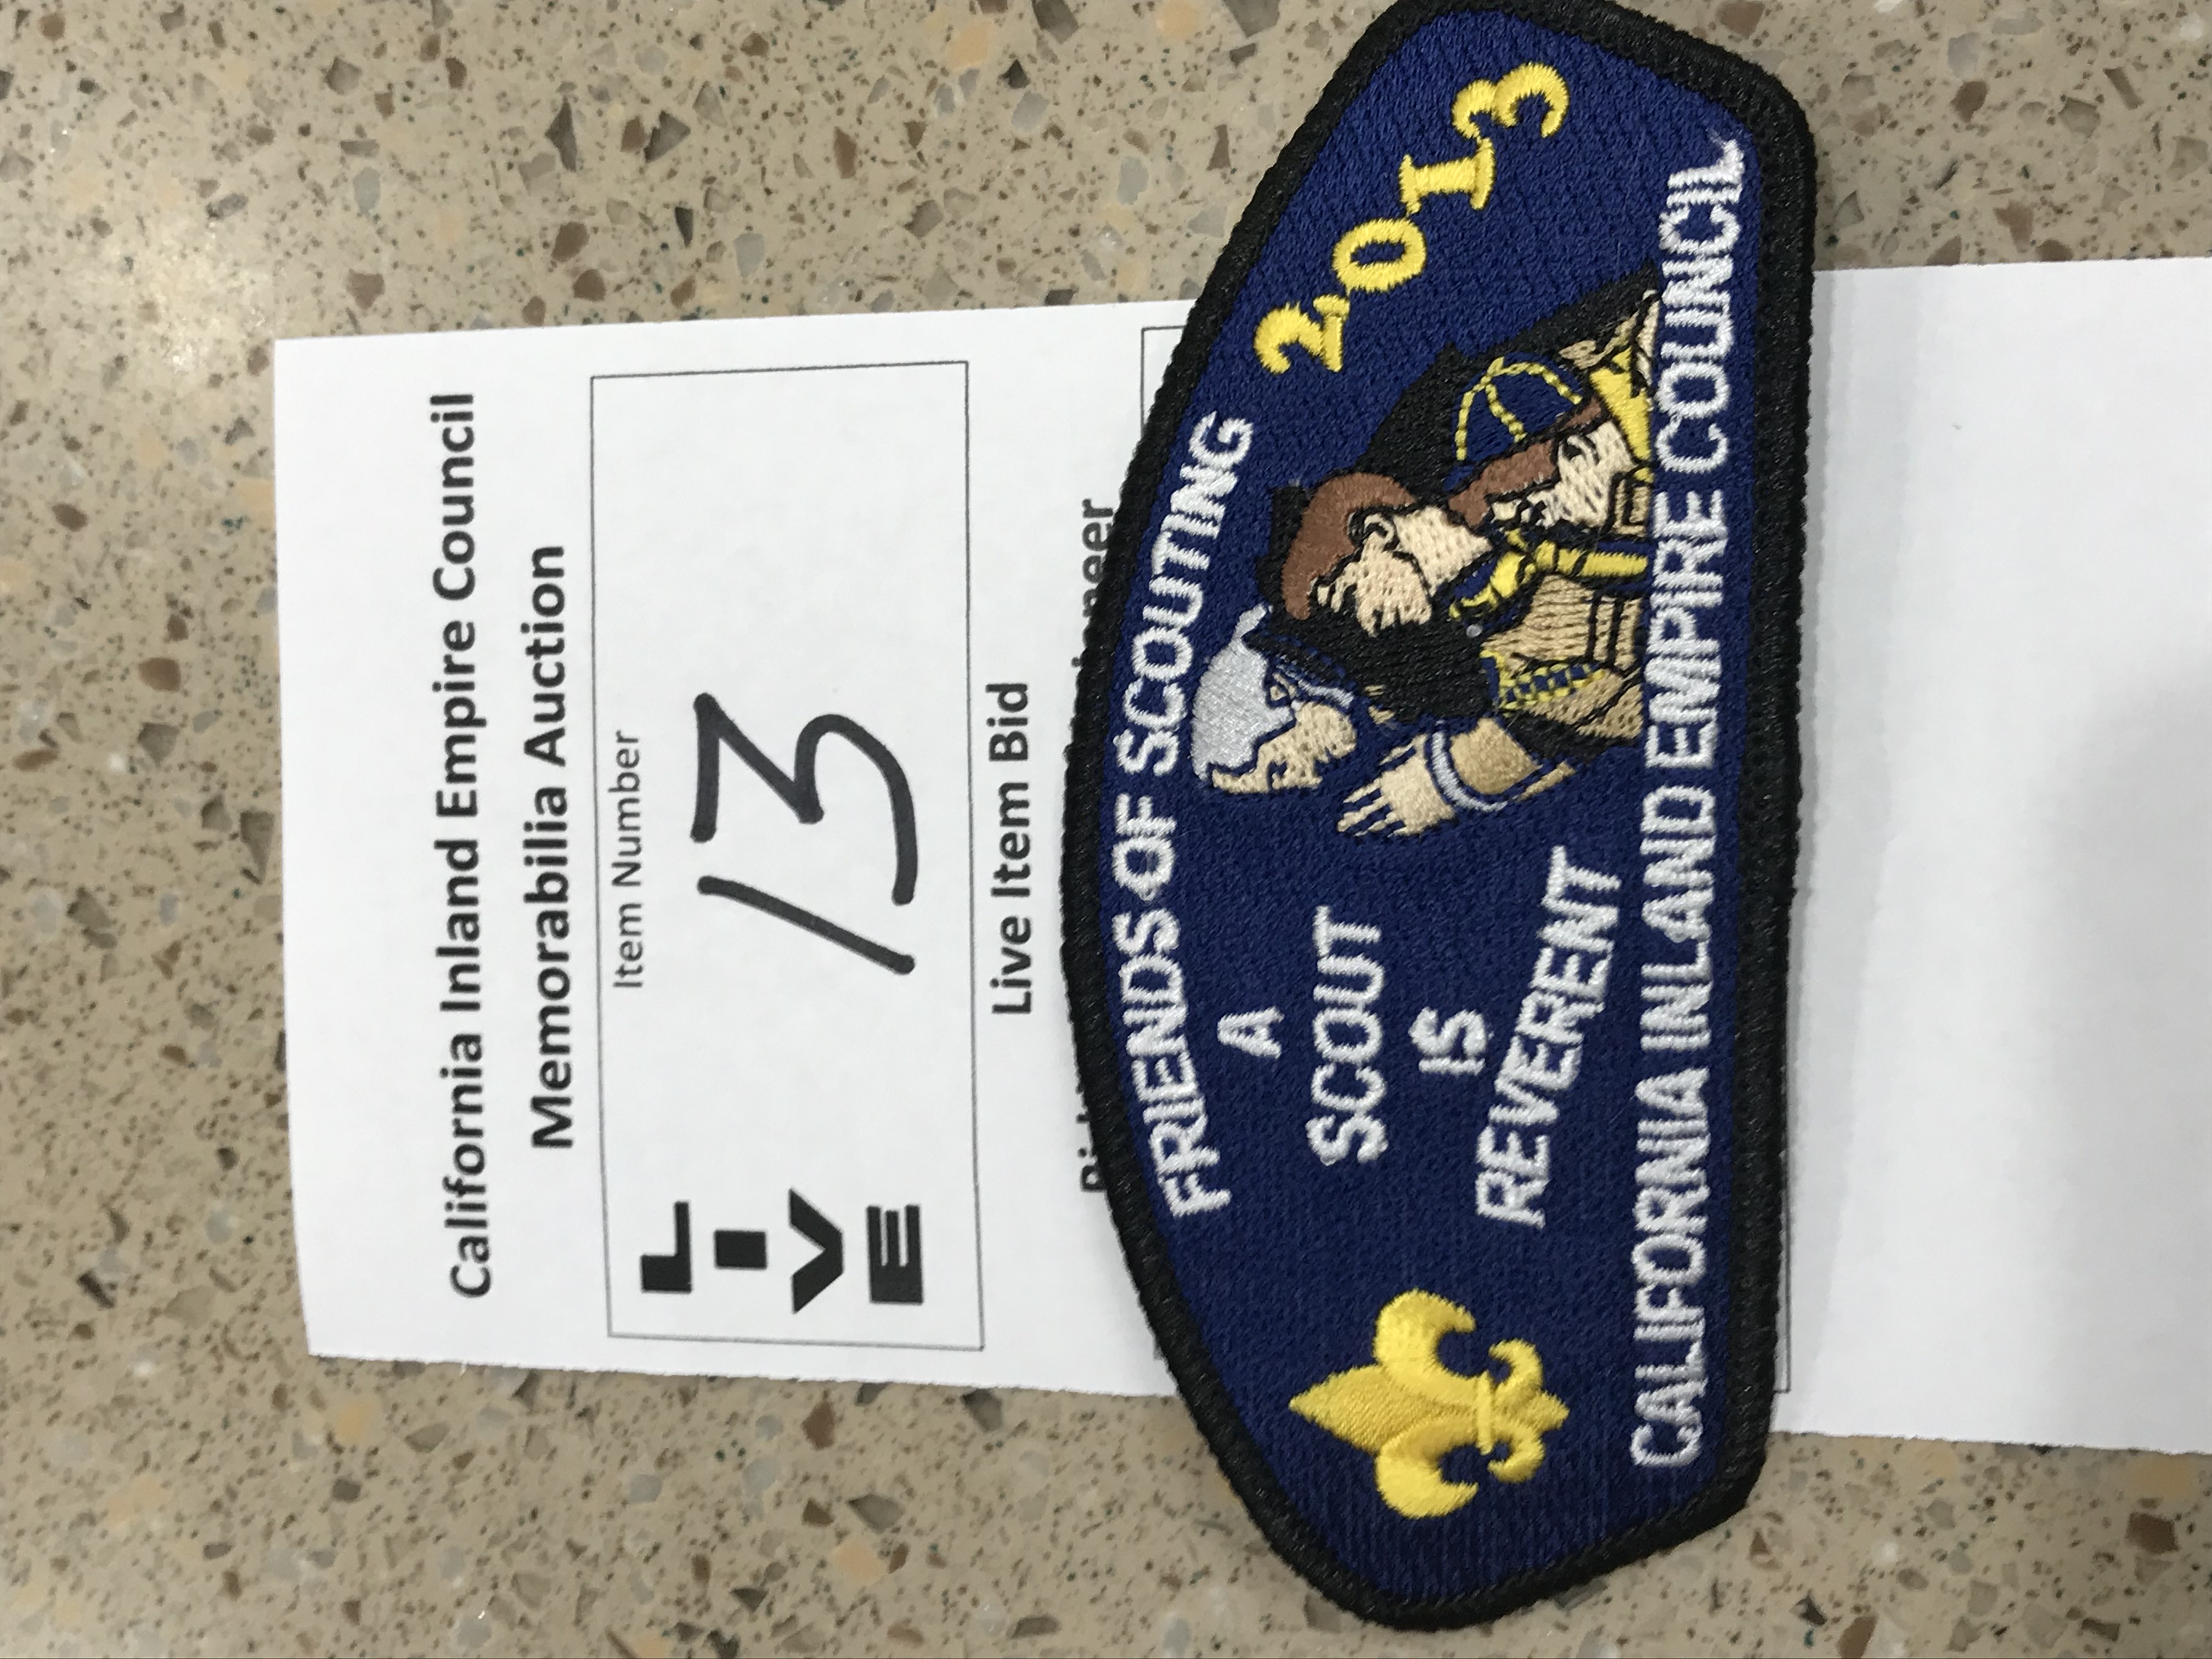 California Inland Empire Council
Memorabilia Auction
LIVE
Item Number
13
Live Item Bid
FRIENDS OF SCOUTING
2013
A
SCOUT
IS
REVERENT
CALIFORNIA INLAND EMPIRE COUNCIL